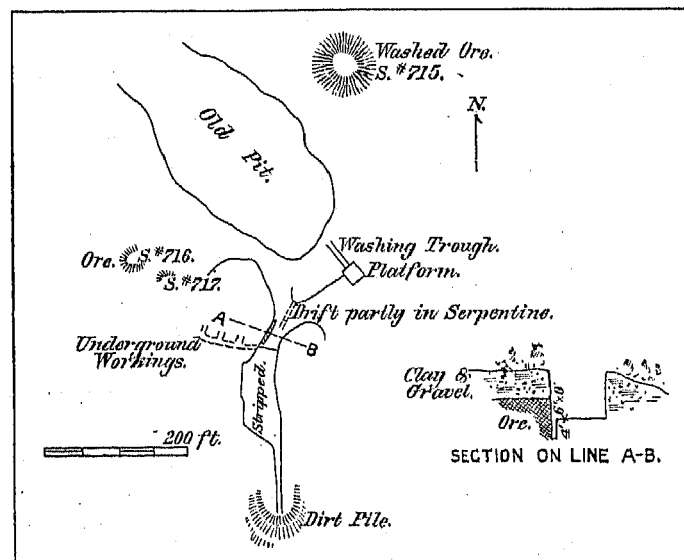 Washed Ore.
S. #715.
N.
Old Pit.
Washing Trough.
Platform.
Ore. S. #716.
S. #717.
Drift partly in Serpentine.
A
B
Underground
Workings.
Stripped.
200 ft.
Dirt Pile.
Clay &
Gravel.
Ore.
SECTION ON LINE A-B.